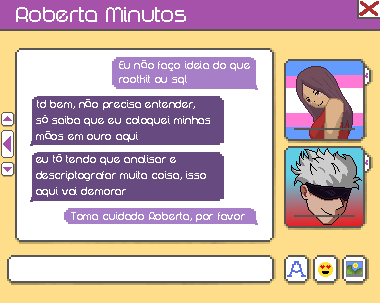 Roberta Minutos
Eu não faço ideia do que
roothit ou sql
td bem, não precisa entender,
só saiba que eu coloquei minhas
mãos em ouro aqui
eu tô tendo que analisar e
descriptografar muita coisa, isso
aqui vai demorar
Toma cuidado Roberta, por favor
A